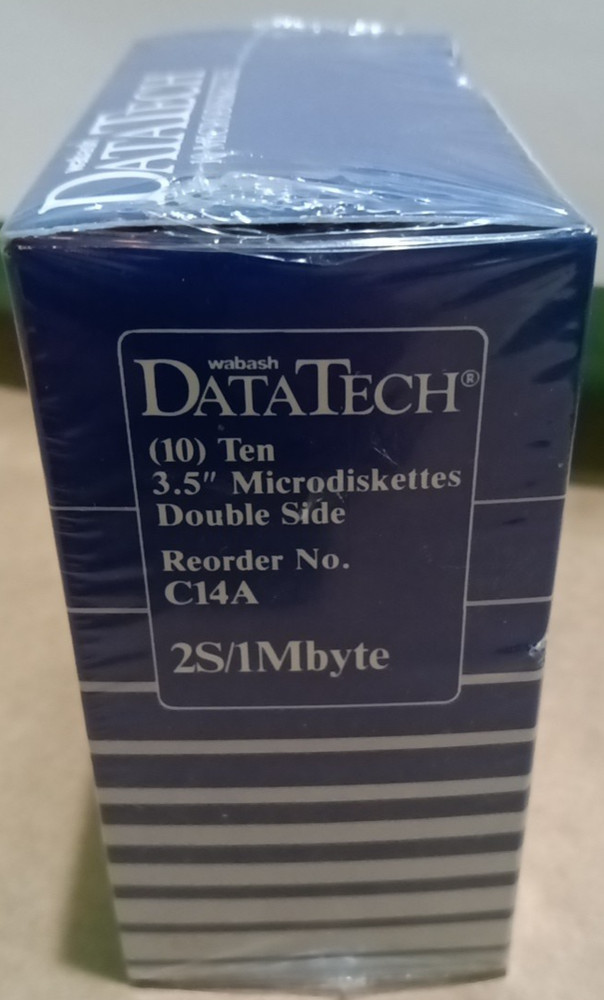 wabash
DATATECH
wabash
DATATECH®
(10) Ten
3.5" Microdiskettes
Double Side
Reorder No.
C14A
2S/1Mbyte